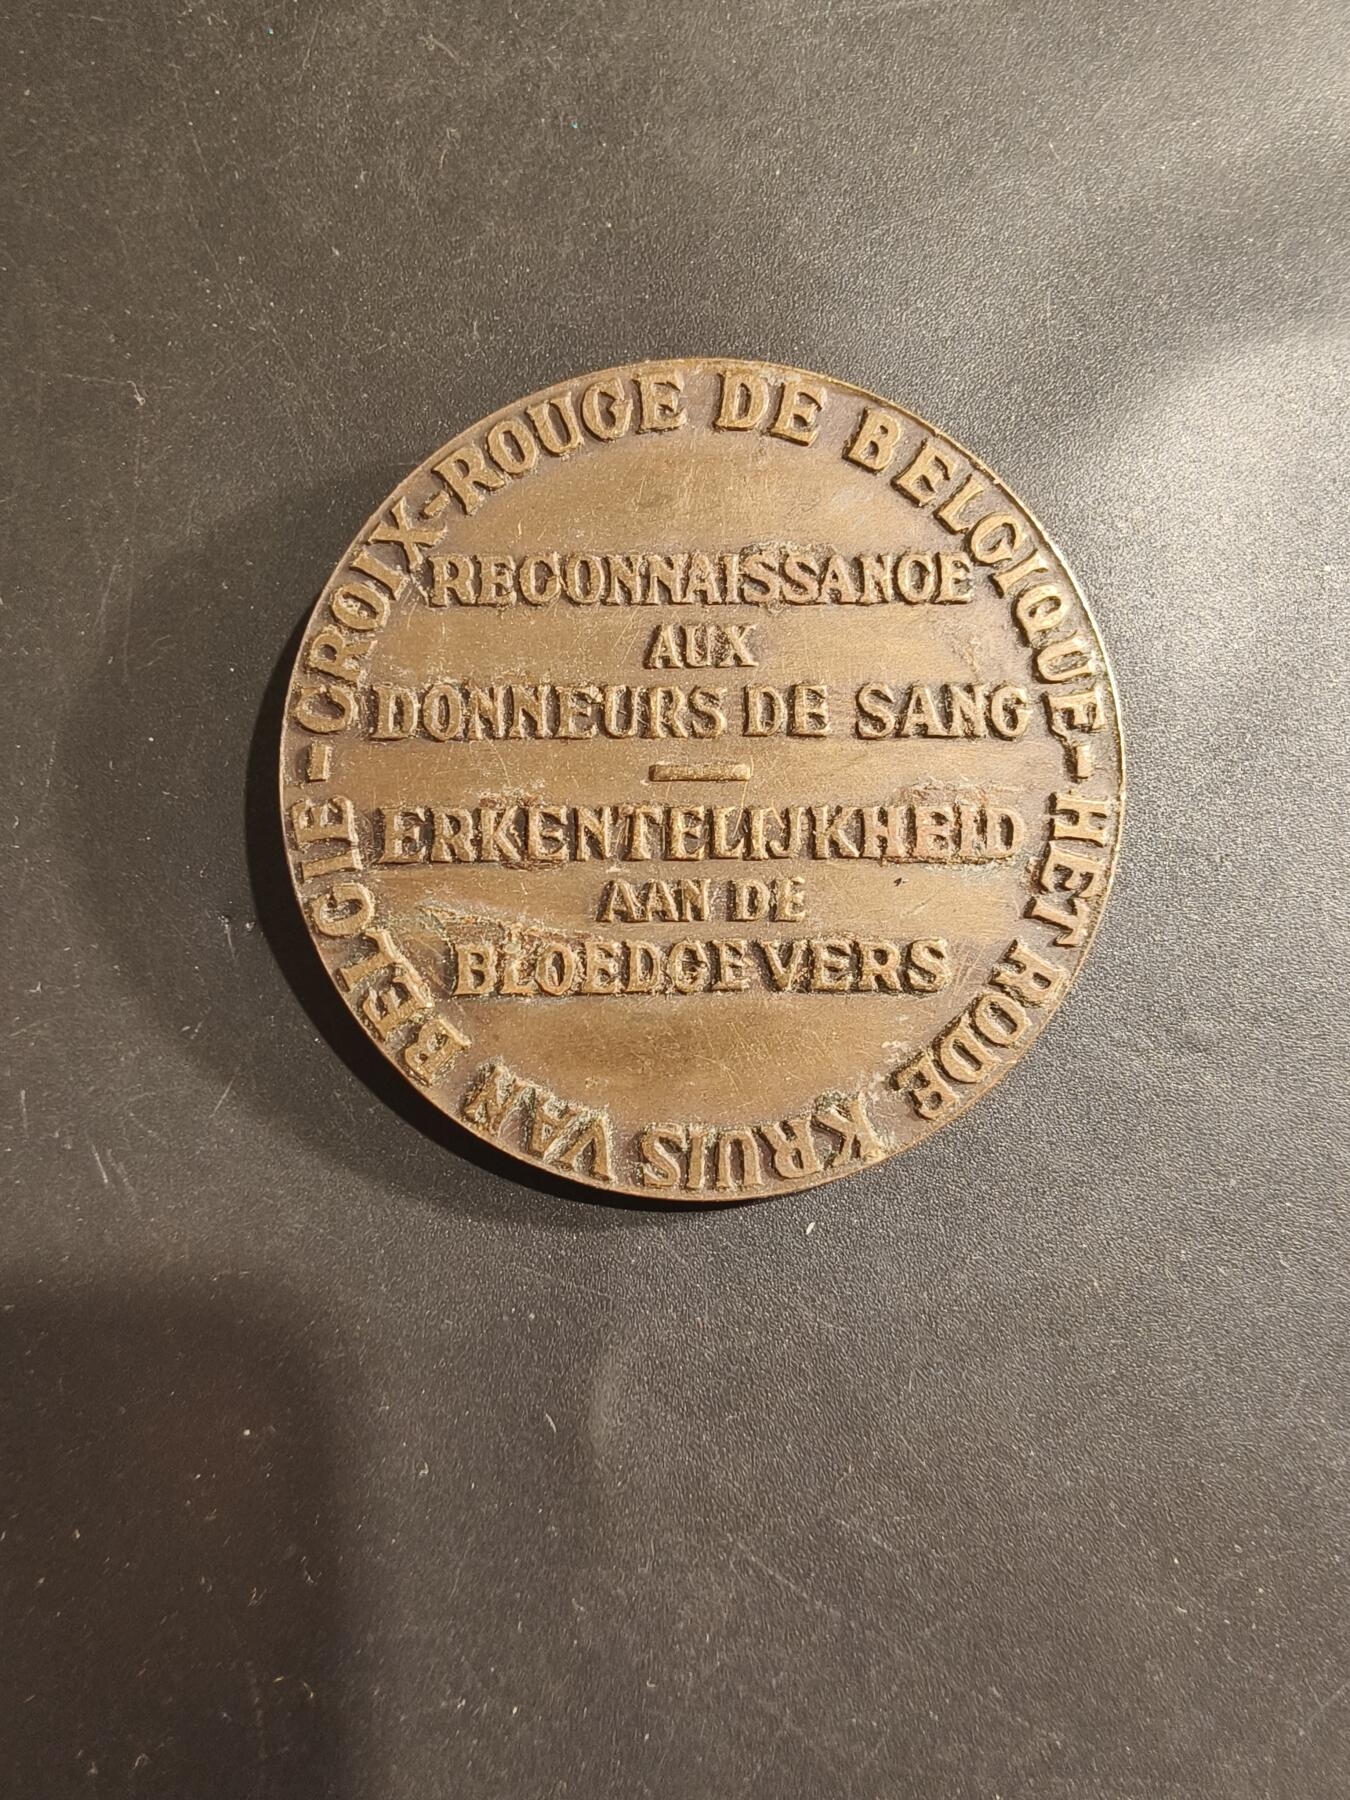 CROIX-ROUGE DE BELGIQUE - HET RODE KRUIS VAN BELGIE -
RECONNAISSANCE
AUX
DONNEURS DE SANG
ERKENTELIJKHEID
AAN DE
BLOEDGEVERS